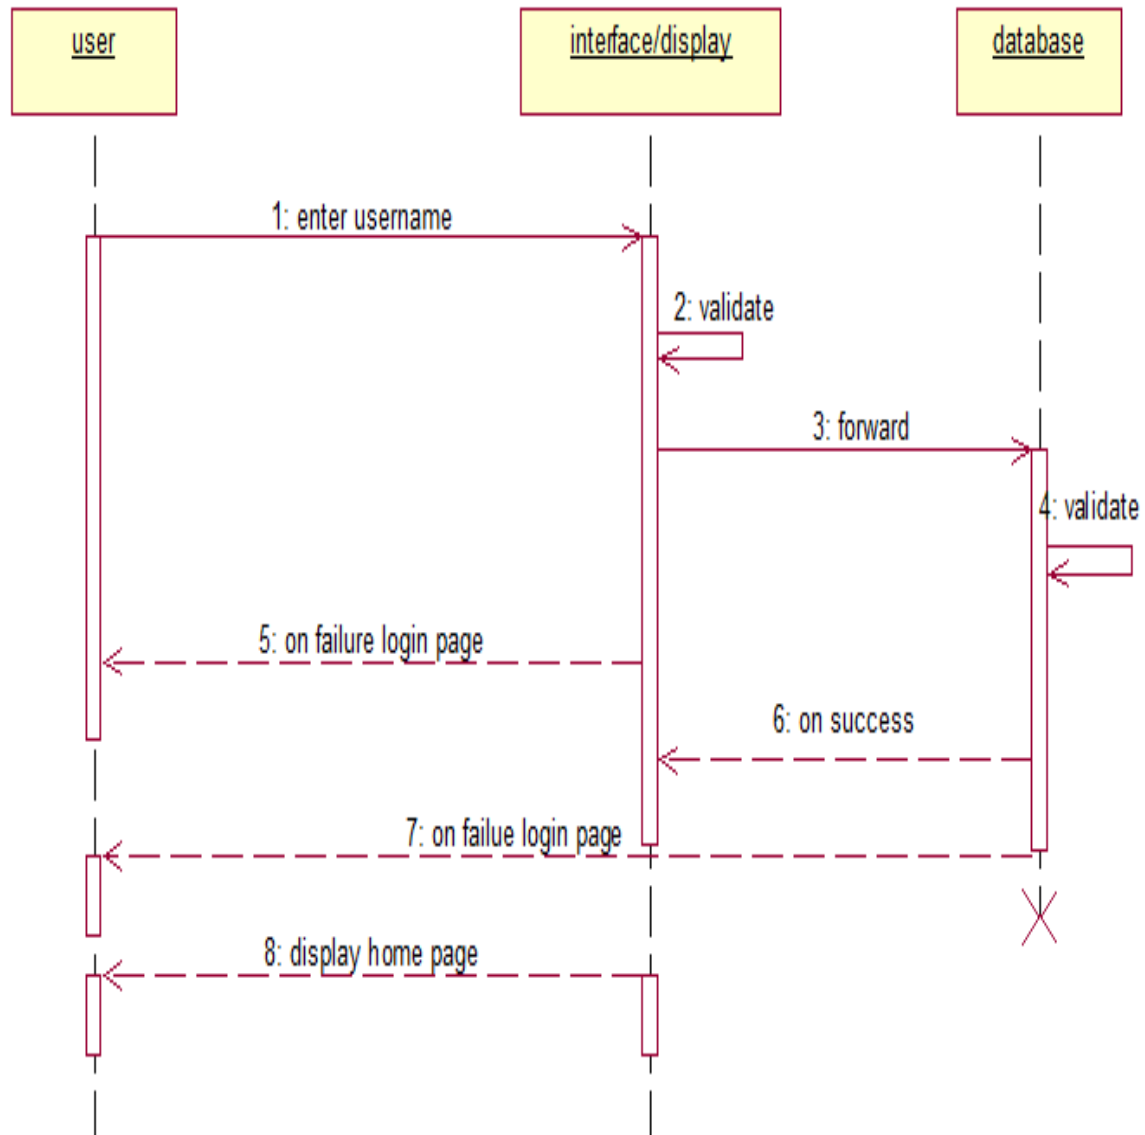 user
interface/display
database
1: enter username
2: validate
3: forward
4: validate
5: on failure login page
6: on success
7: on failue login page
8: display home page